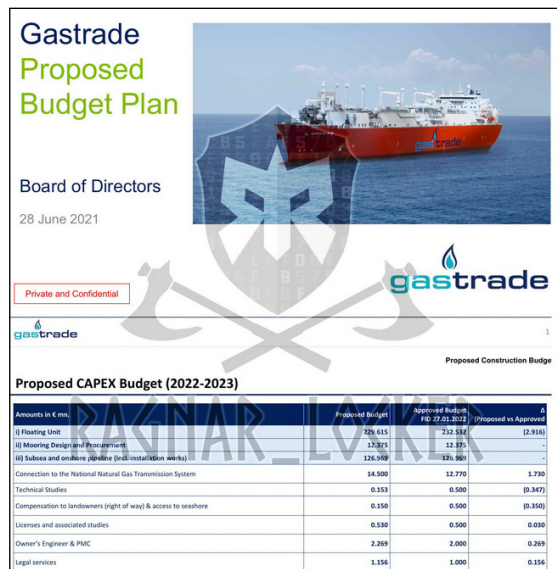 Gastrade
Proposed
Budget Plan
gastrade
Board of Directors
28 June 2021
Private and Confidential
gastrade
gastrade
1
Proposed Construction Budge
Proposed CAPEX Budget (2022-2023)
Amounts in € mn. Proposed Budget Approved Budget FID 27.01.2022 Δ (Proposed vs Approved
i) Floating Unit 229.615 232.532 (2.916)
ii) Mooring Design and Procurement 12.375 12.375 -
iii) Subsea and onshore pipeline (incl. installation works) 126.969 126.969 -
Connection to the National Natural Gas Transmission System 14.500 12.770 1.730
Technical Studies 0.153 0.500 (0.347)
Compensation to landowners (right of way) & access to seashore 0.150 0.500 (0.350)
Licenses and associated studies 0.530 0.500 0.030
Owner's Engineer & PMC 2.269 2.000 0.269
Legal services 1.156 1.000 0.156
RAGNAR_LOCKER